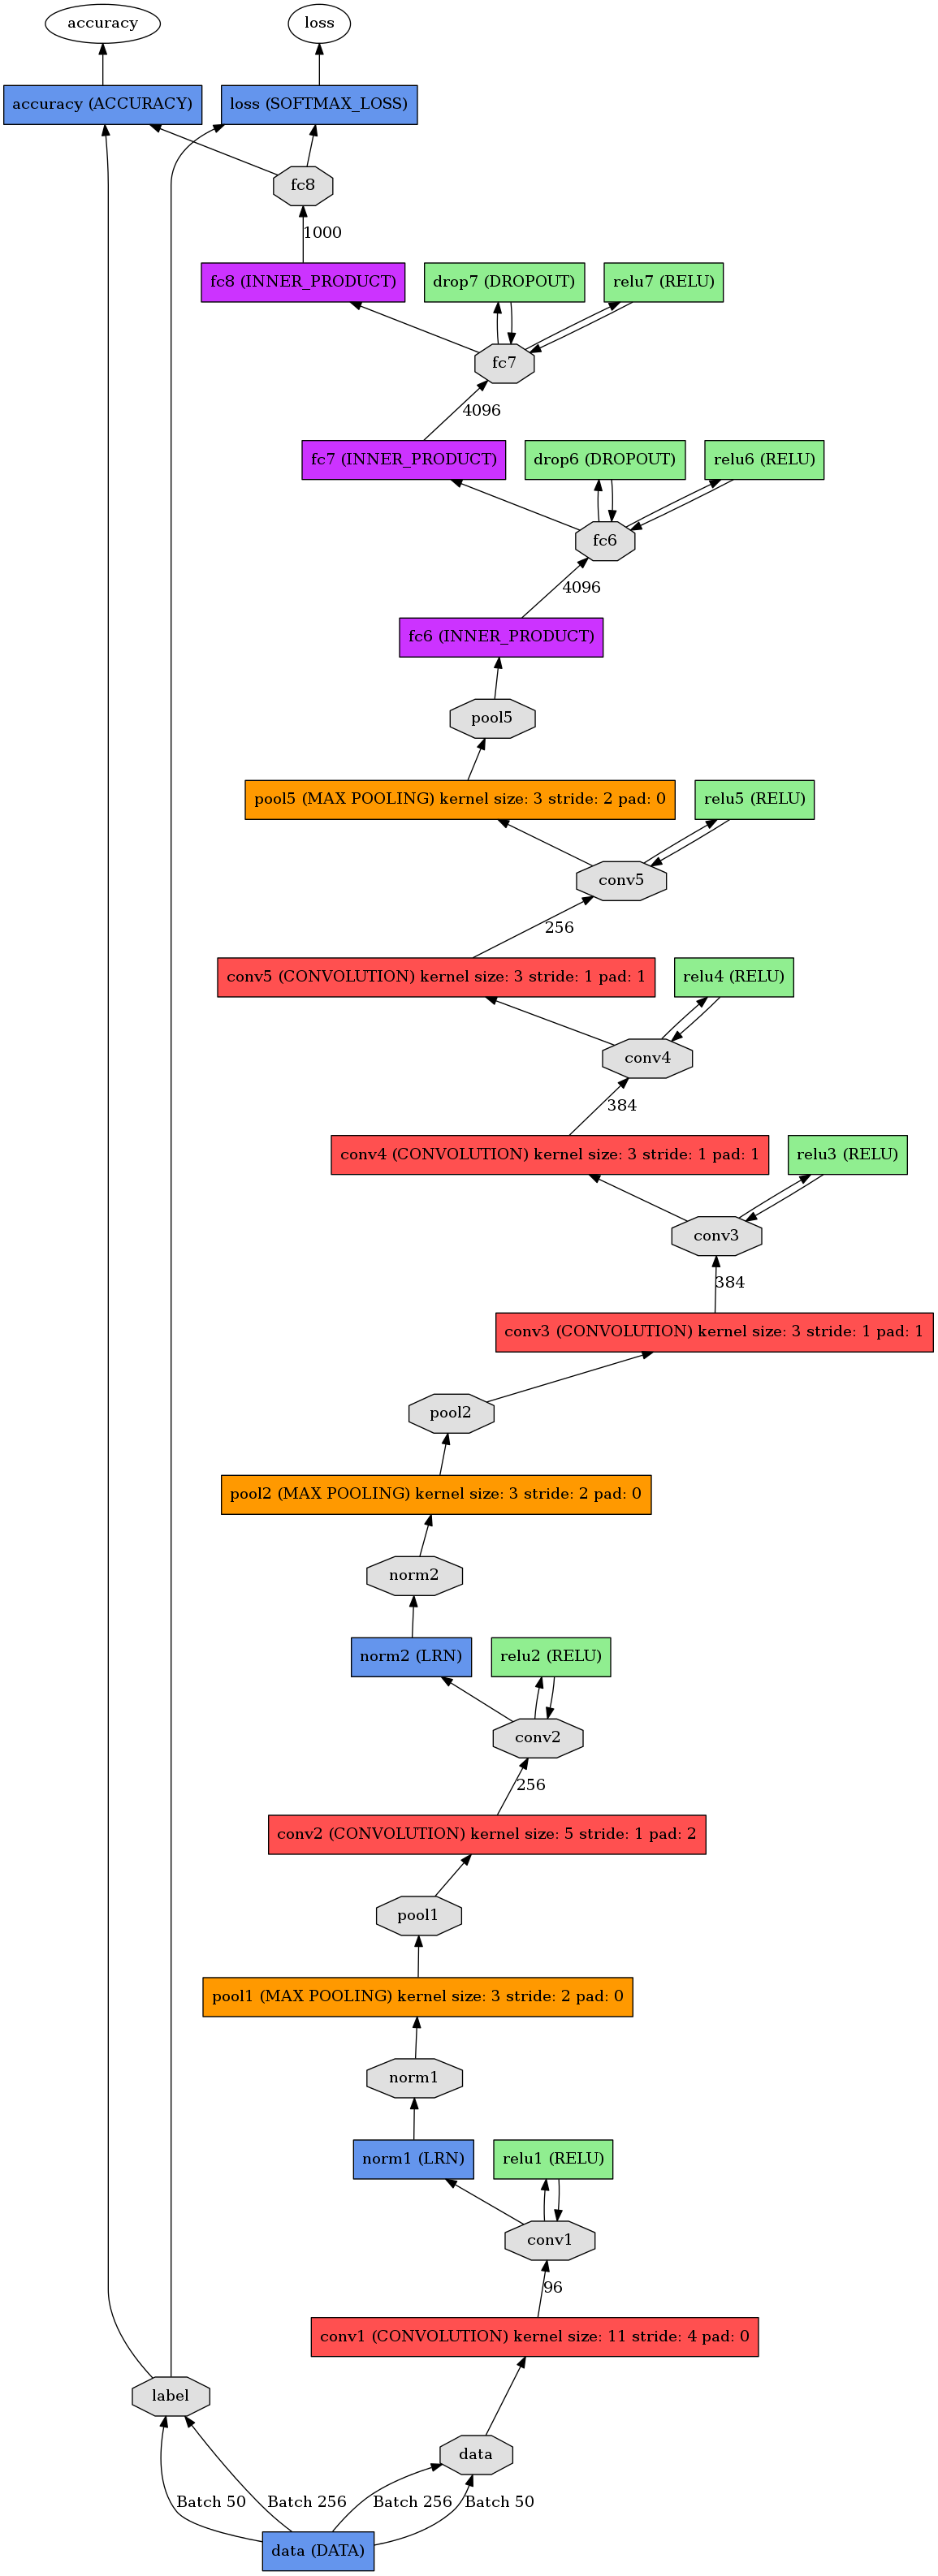 accuracy
loss
accuracy (ACCURACY)
loss (SOFTMAX_LOSS)
fc8
1000
fc8 (INNER_PRODUCT)
drop7 (DROPOUT)
relu7 (RELU)
fc7
4096
fc7 (INNER_PRODUCT)
drop6 (DROPOUT)
relu6 (RELU)
fc6
4096
fc6 (INNER_PRODUCT)
pool5
pool5 (MAX POOLING) kernel size: 3 stride: 2 pad: 0
relu5 (RELU)
conv5
256
conv5 (CONVOLUTION) kernel size: 3 stride: 1 pad: 1
relu4 (RELU)
conv4
384
conv4 (CONVOLUTION) kernel size: 3 stride: 1 pad: 1
relu3 (RELU)
conv3
384
conv3 (CONVOLUTION) kernel size: 3 stride: 1 pad: 1
pool2
pool2 (MAX POOLING) kernel size: 3 stride: 2 pad: 0
norm2
norm2 (LRN)
relu2 (RELU)
conv2
256
conv2 (CONVOLUTION) kernel size: 5 stride: 1 pad: 2
pool1
pool1 (MAX POOLING) kernel size: 3 stride: 2 pad: 0
norm1
norm1 (LRN)
relu1 (RELU)
conv1
96
conv1 (CONVOLUTION) kernel size: 11 stride: 4 pad: 0
label
data
Batch 50
Batch 256
Batch 256
Batch 50
data (DATA)